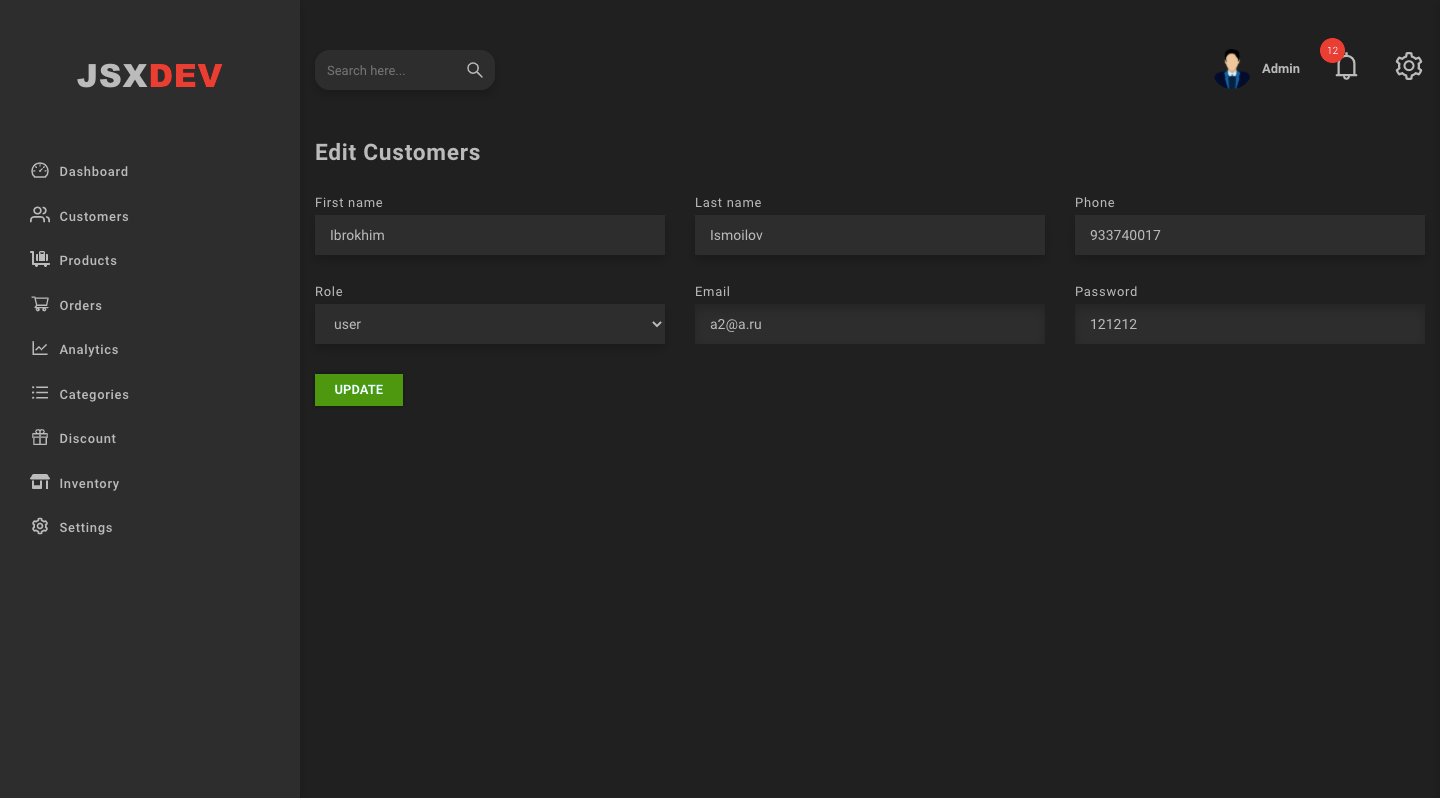 JSXDEV
Dashboard
Customers
Products
Orders
Analytics
Categories
Discount
Inventory
Settings
Search here...
Admin
12
Edit Customers
First name
Last name
Phone
Ibrokhim
Ismoilov
933740017
Role
Email
Password
user
a2@a.ru
121212
UPDATE